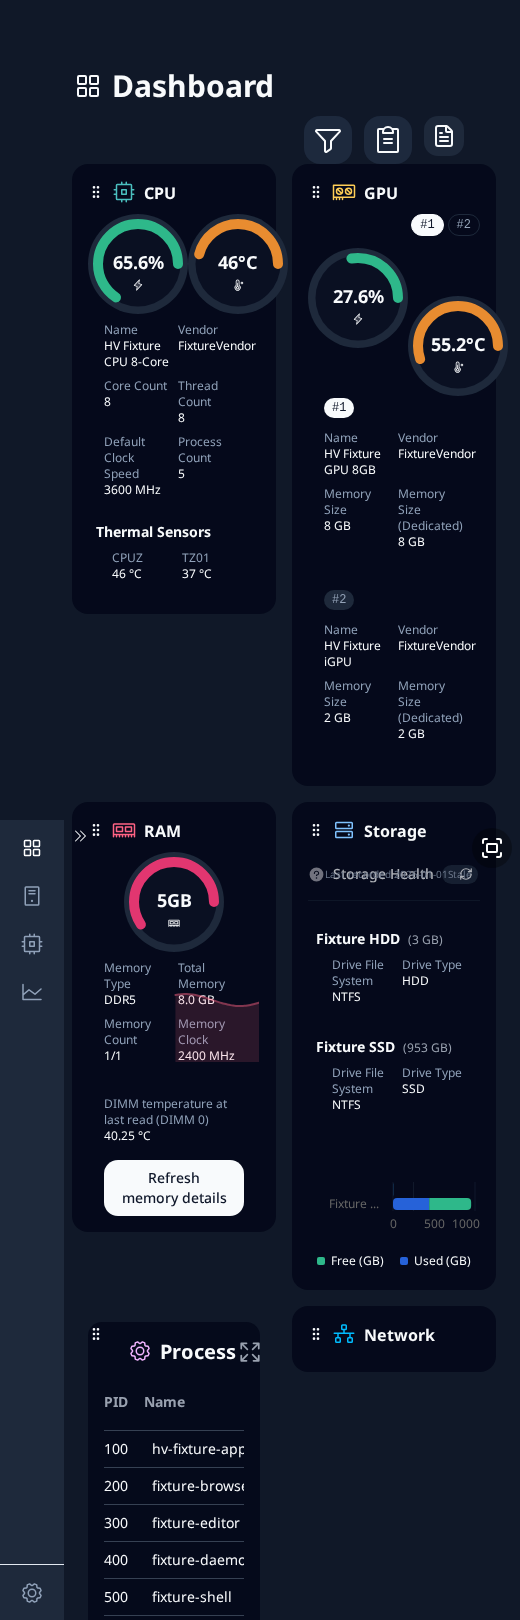 Dashboard
CPU
65.6%
46°C
Name
HV Fixture
CPU 8-Core
Vendor
FixtureVendor
Core Count
8
Thread
Count
8
Default
Clock
Speed
3600 MHz
Process
Count
5
Thermal Sensors
CPUZ
46 °C
TZ01
37 °C
GPU
#1
#2
27.6%
55.2°C
#1
Name
HV Fixture
GPU 8GB
Vendor
FixtureVendor
Memory
Size
8 GB
Memory
Size
(Dedicated)
8 GB
#2
Name
HV Fixture
iGPU
Vendor
FixtureVendor
Memory
Size
2 GB
Memory
Size
(Dedicated)
2 GB
RAM
5GB
Memory
Type
DDR5
Total
Memory
8.0 GB
Memory
Count
1/1
Memory
Clock
2400 MHz
DIMM temperature at
last read (DIMM 0)
40.25 °C
Refresh
memory details
Storage
Storage Health
Fixture HDD (3 GB)
Drive File
System
NTFS
Drive Type
HDD
Fixture SSD (953 GB)
Drive File
System
NTFS
Drive Type
SSD
Fixture ...
0 500 1000
Free (GB) Used (GB)
Network
Process
PID Name
100 hv-fixture-app
200 fixture-browse
300 fixture-editor
400 fixture-daemo
500 fixture-shell